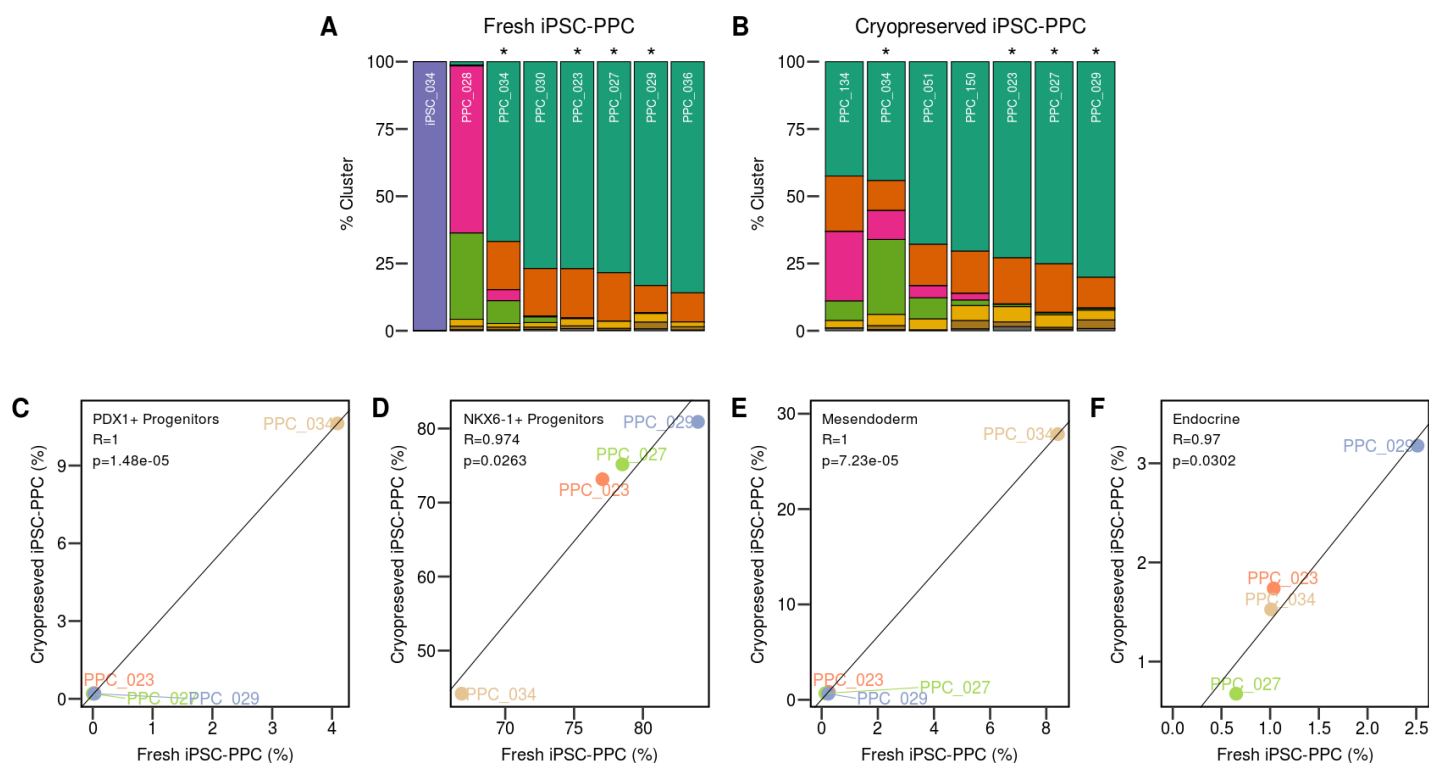 A
Fresh iPSC-PPC
* * * *
% Cluster
100
75
50
25
0
iPSC_034
PPC_028
PPC_034
PPC_030
PPC_023
PPC_027
PPC_029
PPC_036
B
Cryopreserved iPSC-PPC
* * * *
% Cluster
100
75
50
25
0
PPC_134
PPC_034
PPC_051
PPC_150
PPC_023
PPC_027
PPC_029
C
PDX1+ Progenitors
R=1
p=1.48e-05
PPC_034
PPC_023
PPC_027
PPC_029
Cryopreseved iPSC-PPC (%)
9
6
3
0
0 1 2 3 4
Fresh iPSC-PPC (%)
D
NKX6-1+ Progenitors
R=0.974
p=0.0263
PPC_029
PPC_027
PPC_023
PPC_034
Cryopreseved iPSC-PPC (%)
80
70
60
50
70 75 80
Fresh iPSC-PPC (%)
E
Mesendoderm
R=1
p=7.23e-05
PPC_034
PPC_023
PPC_027
PPC_029
Cryopreseved iPSC-PPC (%)
30
20
10
0
0 2 4 6 8
Fresh iPSC-PPC (%)
F
Endocrine
R=0.97
p=0.0302
PPC_029
PPC_023
PPC_034
PPC_027
Cryopreseved iPSC-PPC (%)
3
2
1
0.0 0.5 1.0 1.5 2.0 2.5
Fresh iPSC-PPC (%)